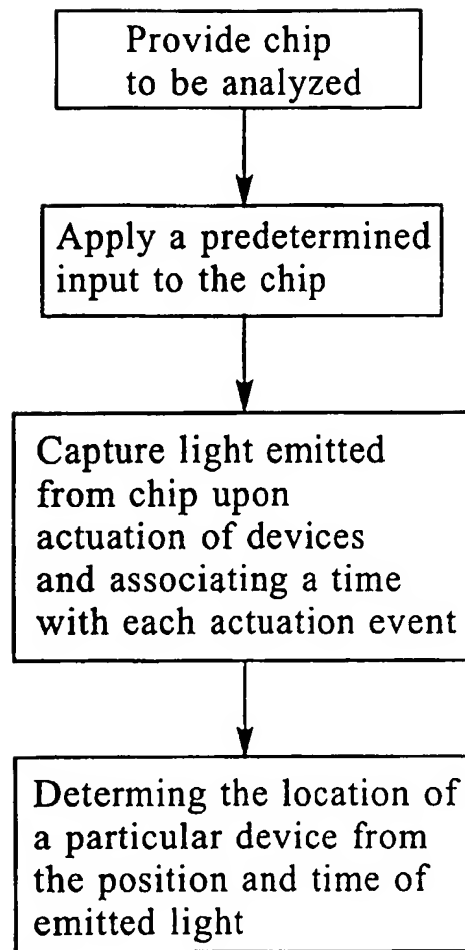 Provide chip
to be analyzed
Apply a predetermined
input to the chip
Capture light emitted
from chip upon
actuation of devices
and associating a time
with each actuation event
Determing the location of
a particular device from
the position and time of
emitted light